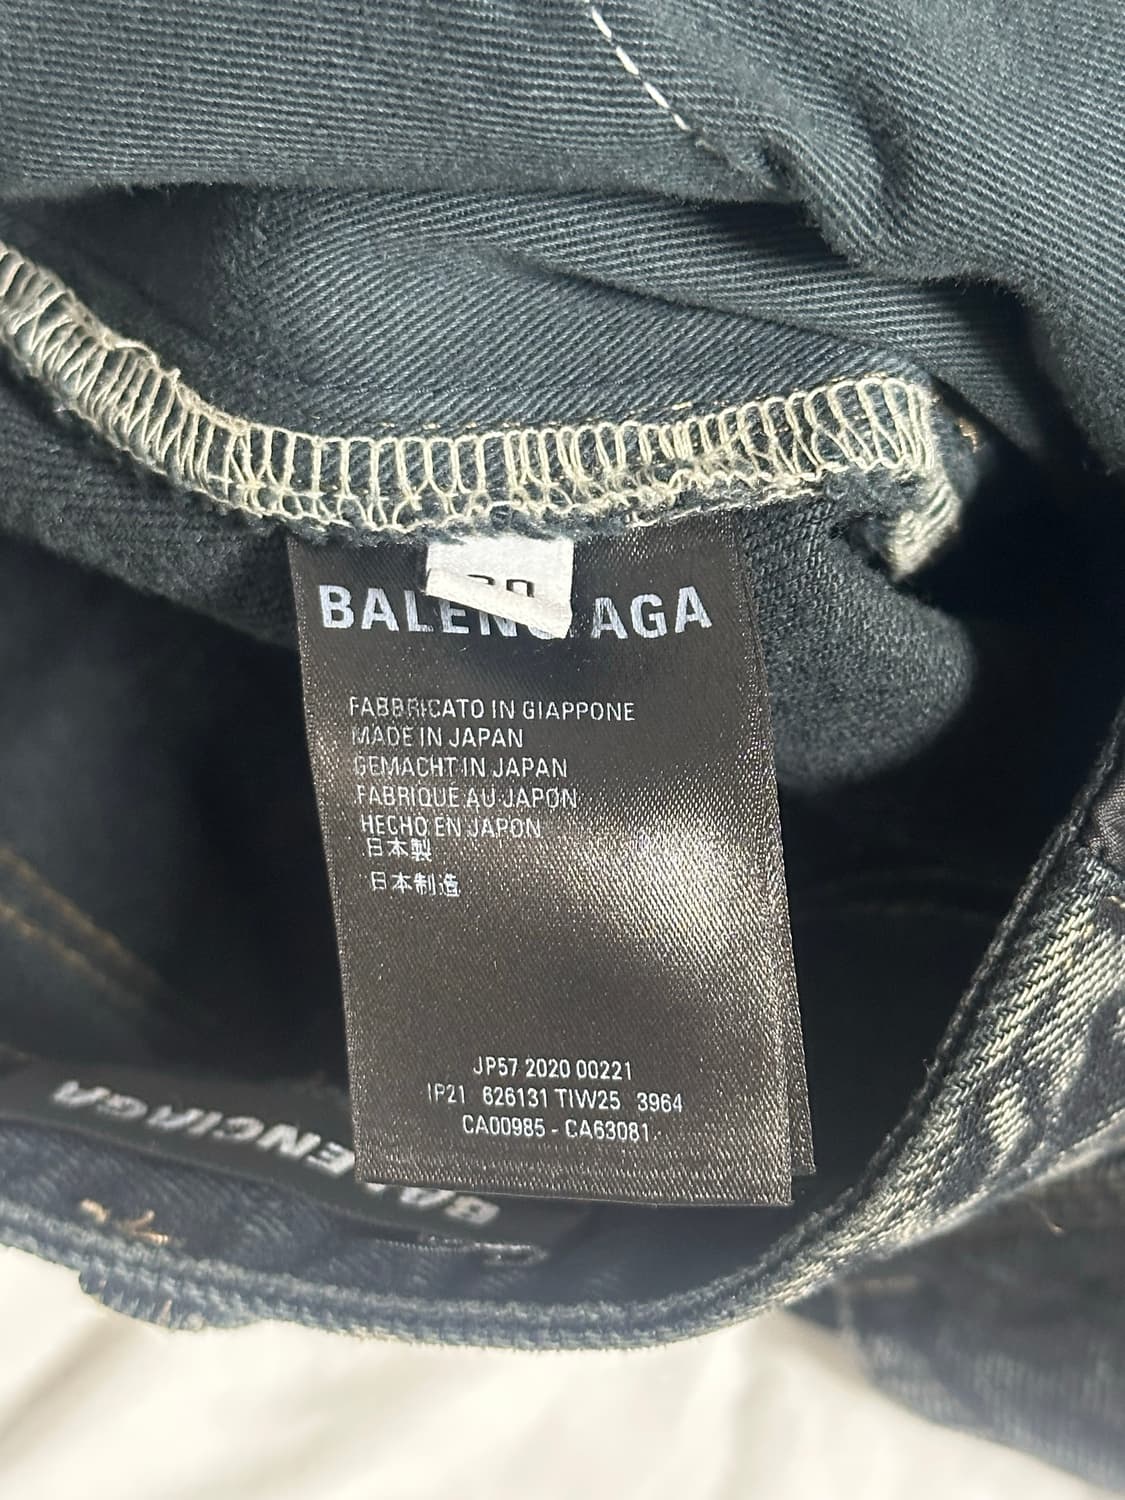 BALENCIAGA
FABBRICATO IN GIAPPONE
MADE IN JAPAN
GEMACHT IN JAPAN
FABRIQUE AU JAPON
HECHO EN JAPON
日本製
日本制造
JP57 2020 00221
IP21 626131 TIW25 3964
CA00985 - CA63081
BALENCIAGA